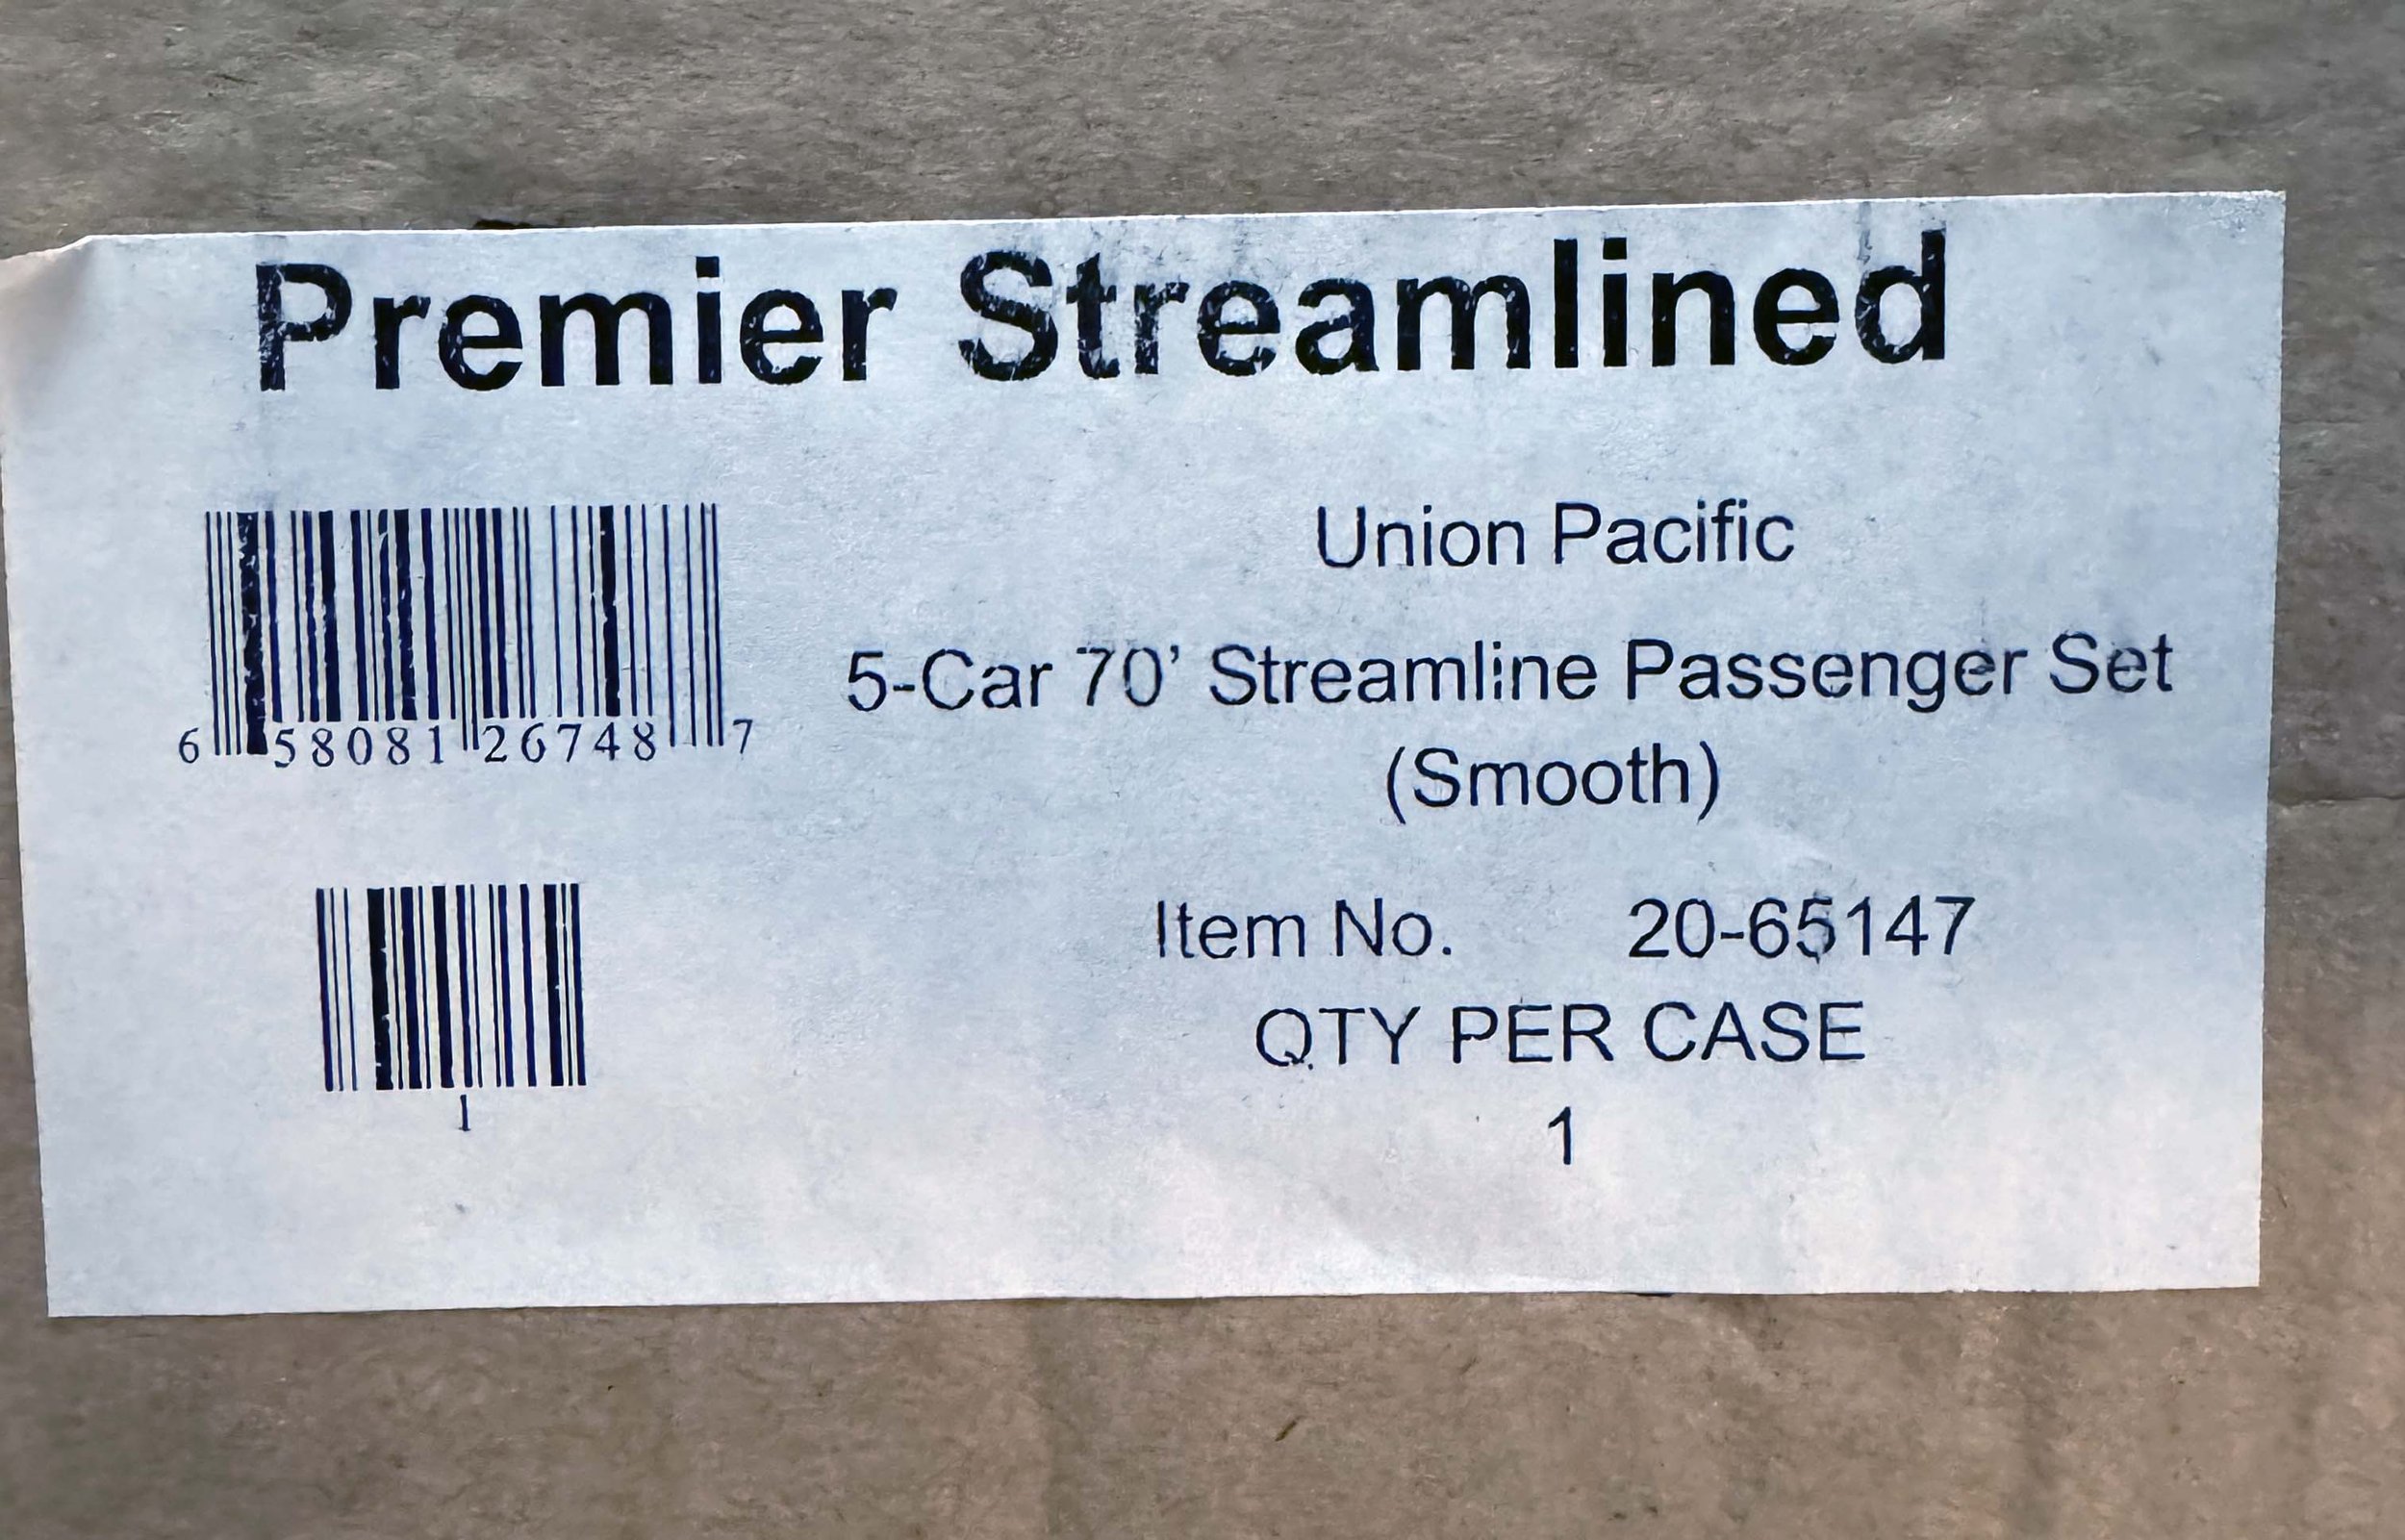 Premier Streamlined
Union Pacific
5-Car 70' Streamline Passenger Set
(Smooth)
6 58081 26748 7
Item No. 20-65147
QTY PER CASE
1
1